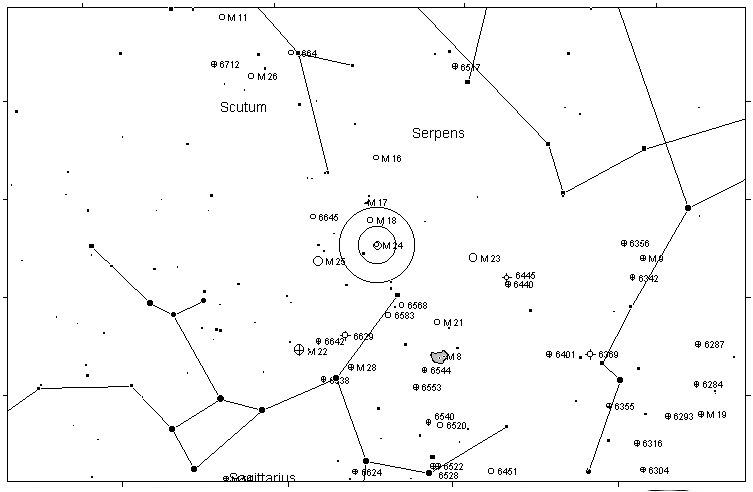 M 11
664
6712
M 26
6517
Scutum
Serpens
M 16
M 17
6645
M 18
M 24
6356
M 25
M 23
M 9
6445
6342
6440
6568
6583
M 21
6629
6642
6287
M 22
M 8
6401
6369
M 28
6544
6638
6553
6284
6355
6540
6293
M 19
6520
6316
6522
6624
6451
6304
6528
Sagittarius